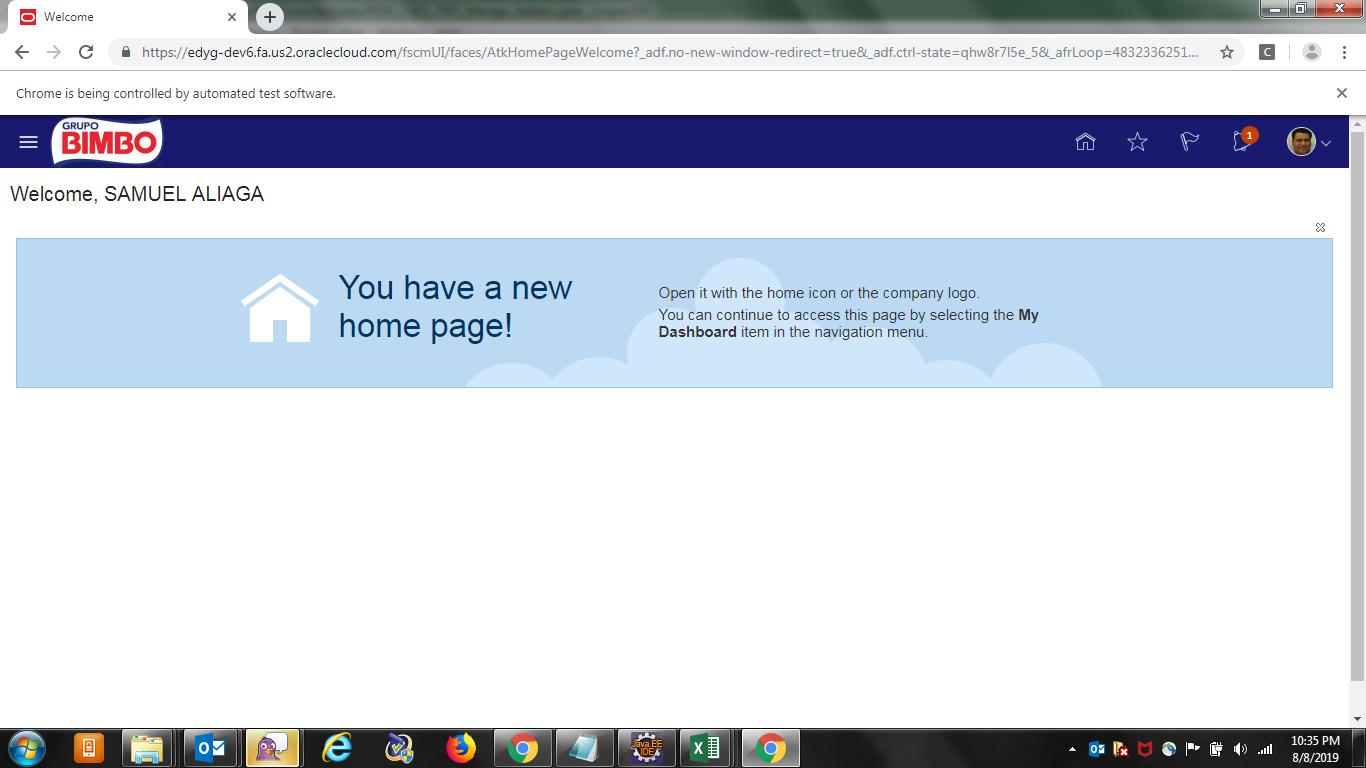 Welcome
https://edyg-dev6.fa.us2.oraclecloud.com/fscmUI/faces/AtkHomePageWelcome?_adf.no-new-window-redirect=true&_adf.ctrl-state=qhw8r7l5e_5&_afrLoop=4832336251...
C
Chrome is being controlled by automated test software.
GRUPO
BIMBO
1
Welcome, SAMUEL ALIAGA
You have a new
home page!
Open it with the home icon or the company logo.
You can continue to access this page by selecting the My
Dashboard item in the navigation menu.
Java EE
IDE
10:35 PM
8/8/2019